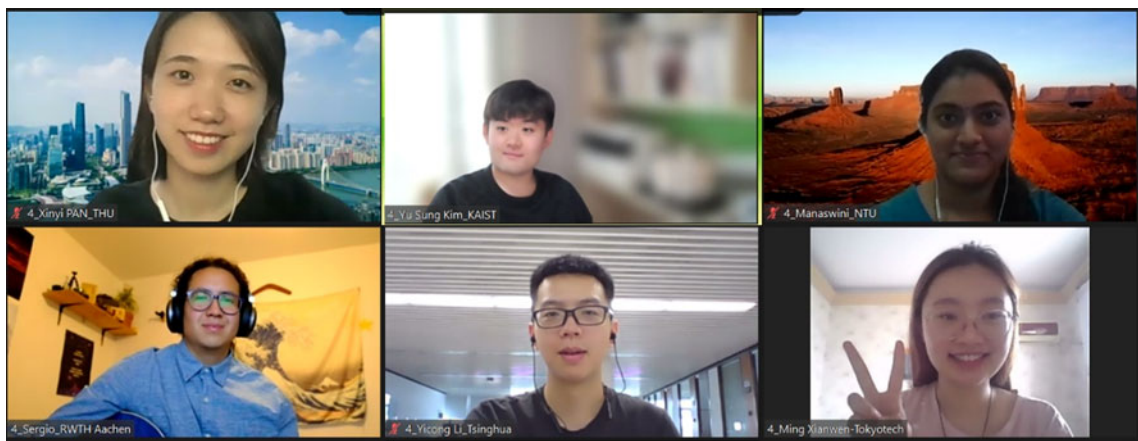 4_Xinyi PAN_THU
4_Yu Sung Kim_KAIST
4_Manaswini_NTU
4_Sergio_RWTH Aachen
4_Yicong Li_Tsinghua
4_Ming Xianwen-Tokyotech